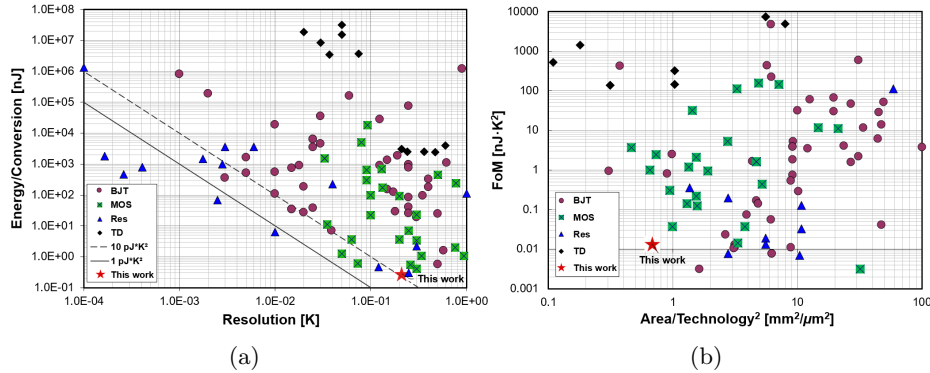 1.0E+08
1.0E+07
1.0E+06
1.0E+05
1.0E+04
1.0E+03
1.0E+02
1.0E+01
1.0E+00
1.0E-01
Energy/Conversion [nJ]
BJT
MOS
Res
TD
10 pJ*K²
1 pJ*K²
This work
This work
1.0E-04 1.0E-03 1.0E-02 1.0E-01 1.0E+00
Resolution [K]
(a)
10000
1000
100
10
1
0.1
0.01
0.001
FoM [nJ·K²]
BJT
MOS
Res
TD
This work
This work
0.1 1 10 100
Area/Technology² [mm²/µm²]
(b)